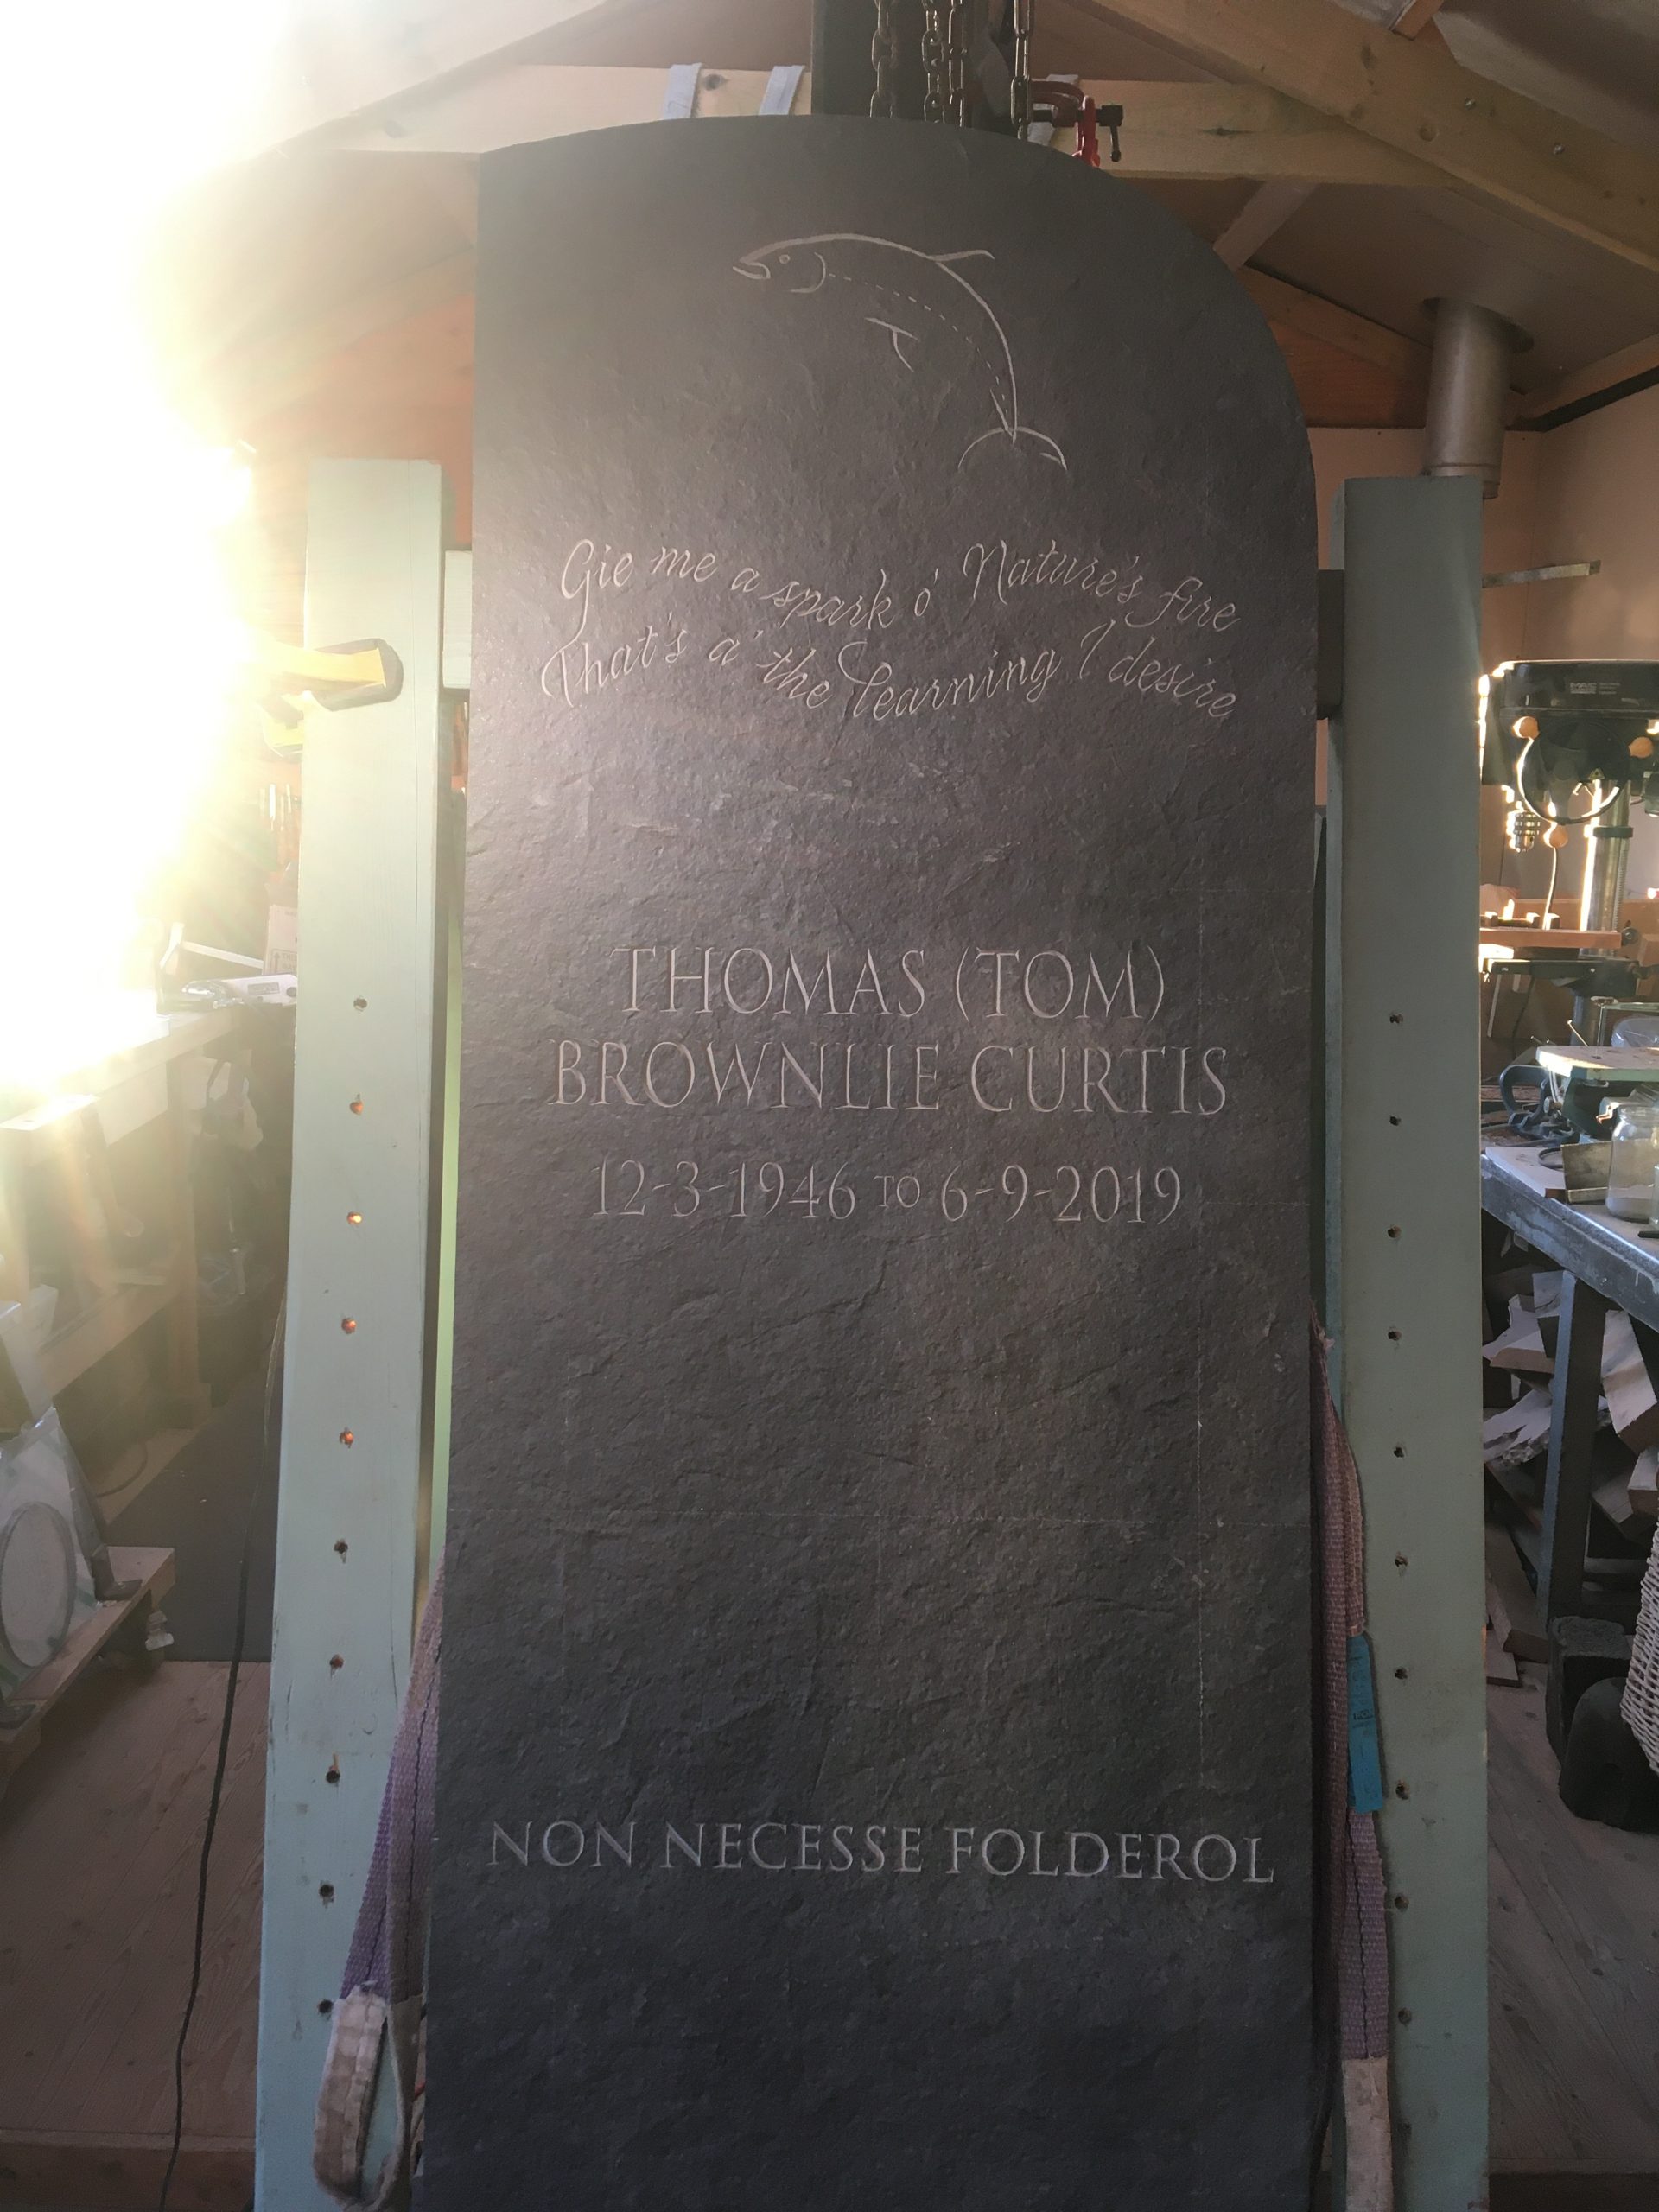 Gie me a spark o' Nature's fire
That's a' the learning I desire
THOMAS (TOM)
BROWNLIE CURTIS
12-3-1946 TO 6-9-2019
NON NECESSE FOLDEROL